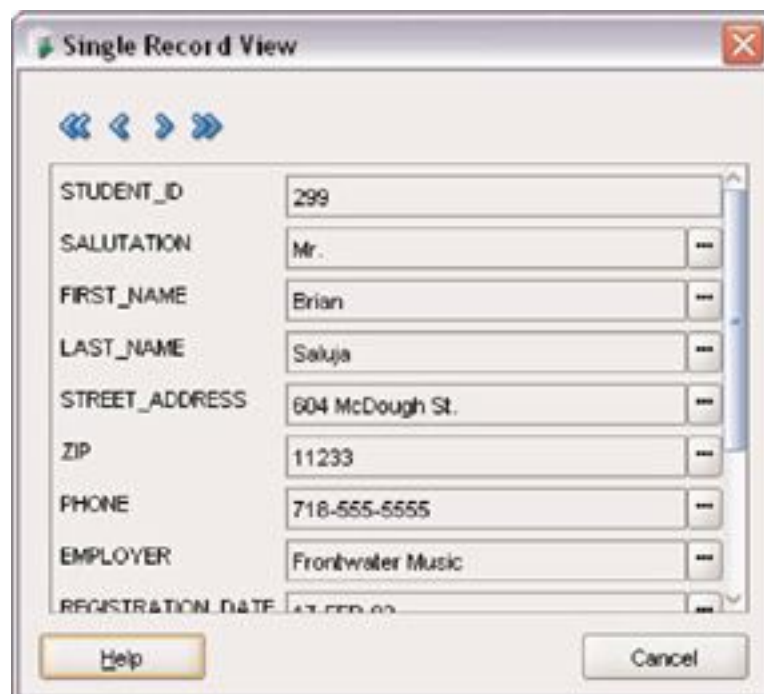 Single Record View
STUDENT_ID 299
SALUTATION Mr.
FIRST_NAME Brian
LAST_NAME Saluja
STREET_ADDRESS 604 McDough St.
ZIP 11233
PHONE 718-555-5555
EMPLOYER Frontwater Music
REGISTRATION_DATE
Help Cancel